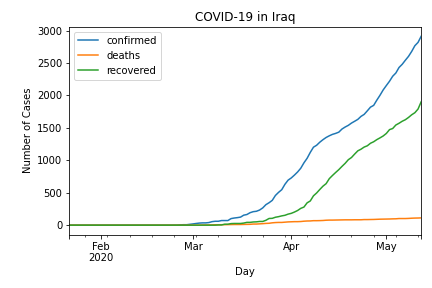 COVID-19 in Iraq
confirmed
deaths
recovered
Number of Cases
3000
2500
2000
1500
1000
500
0
Feb Mar Apr May
2020
Day